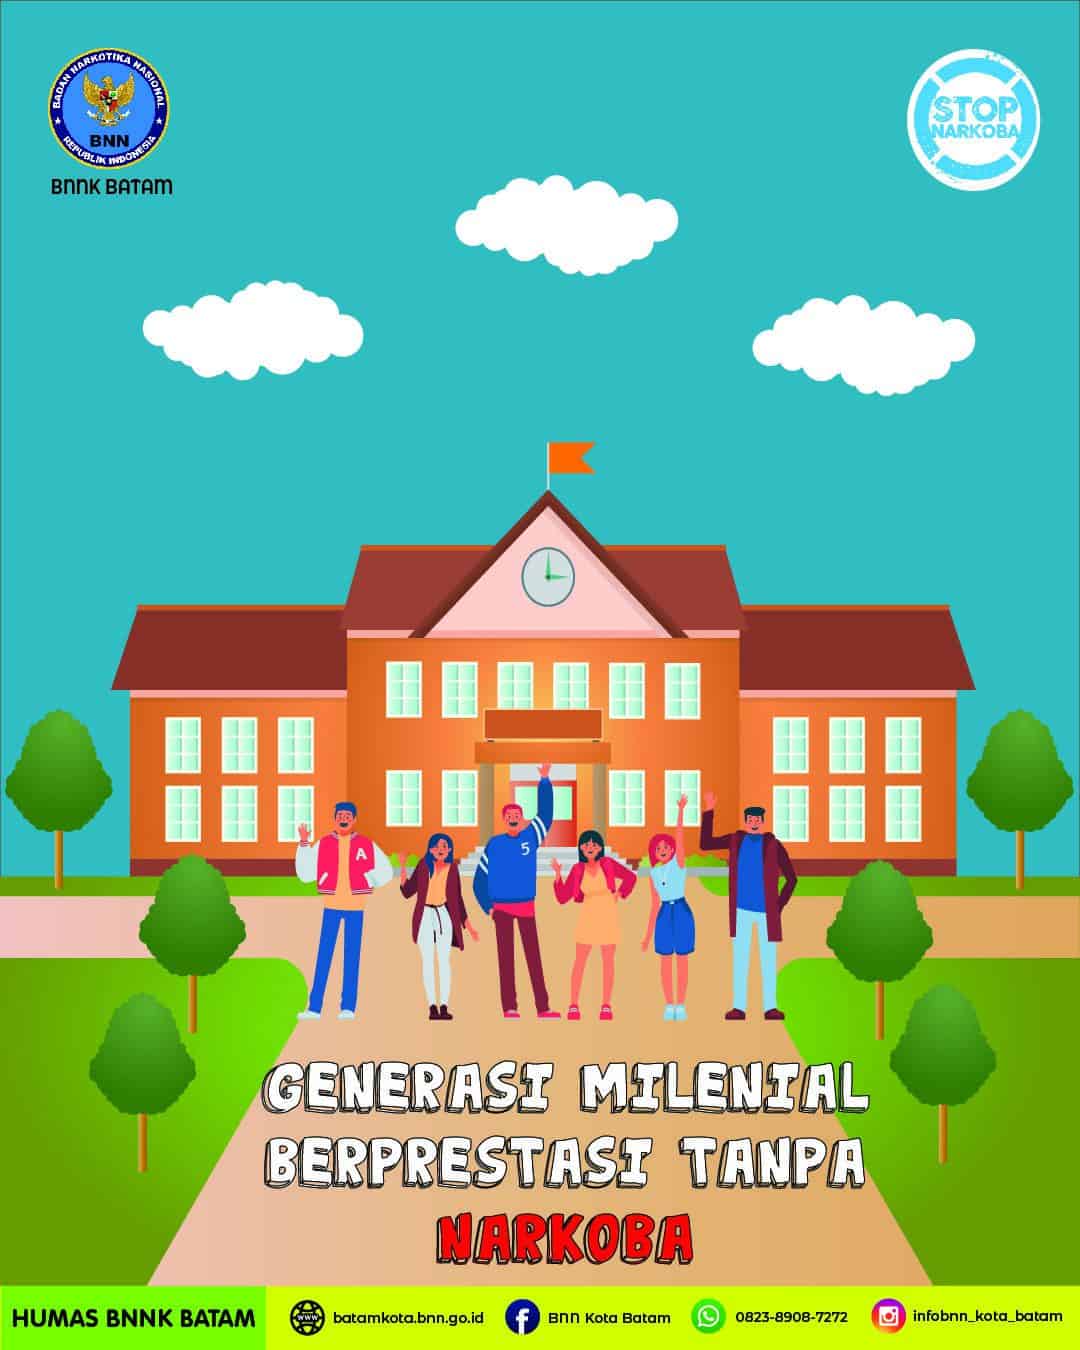 BADAN NARKOTIKA NASIONAL
BNN
REPUBLIK INDONESIA
BNNK BATAM
STOP
NARKOBA
A
5
GENERASI MILENIAL
BERPRESTASI TANPA
NARKOBA
HUMAS BNNK BATAM
www
batamkota.bnn.go.id
BNN Kota Batam
0823-8908-7272
infobnn_kota_batam